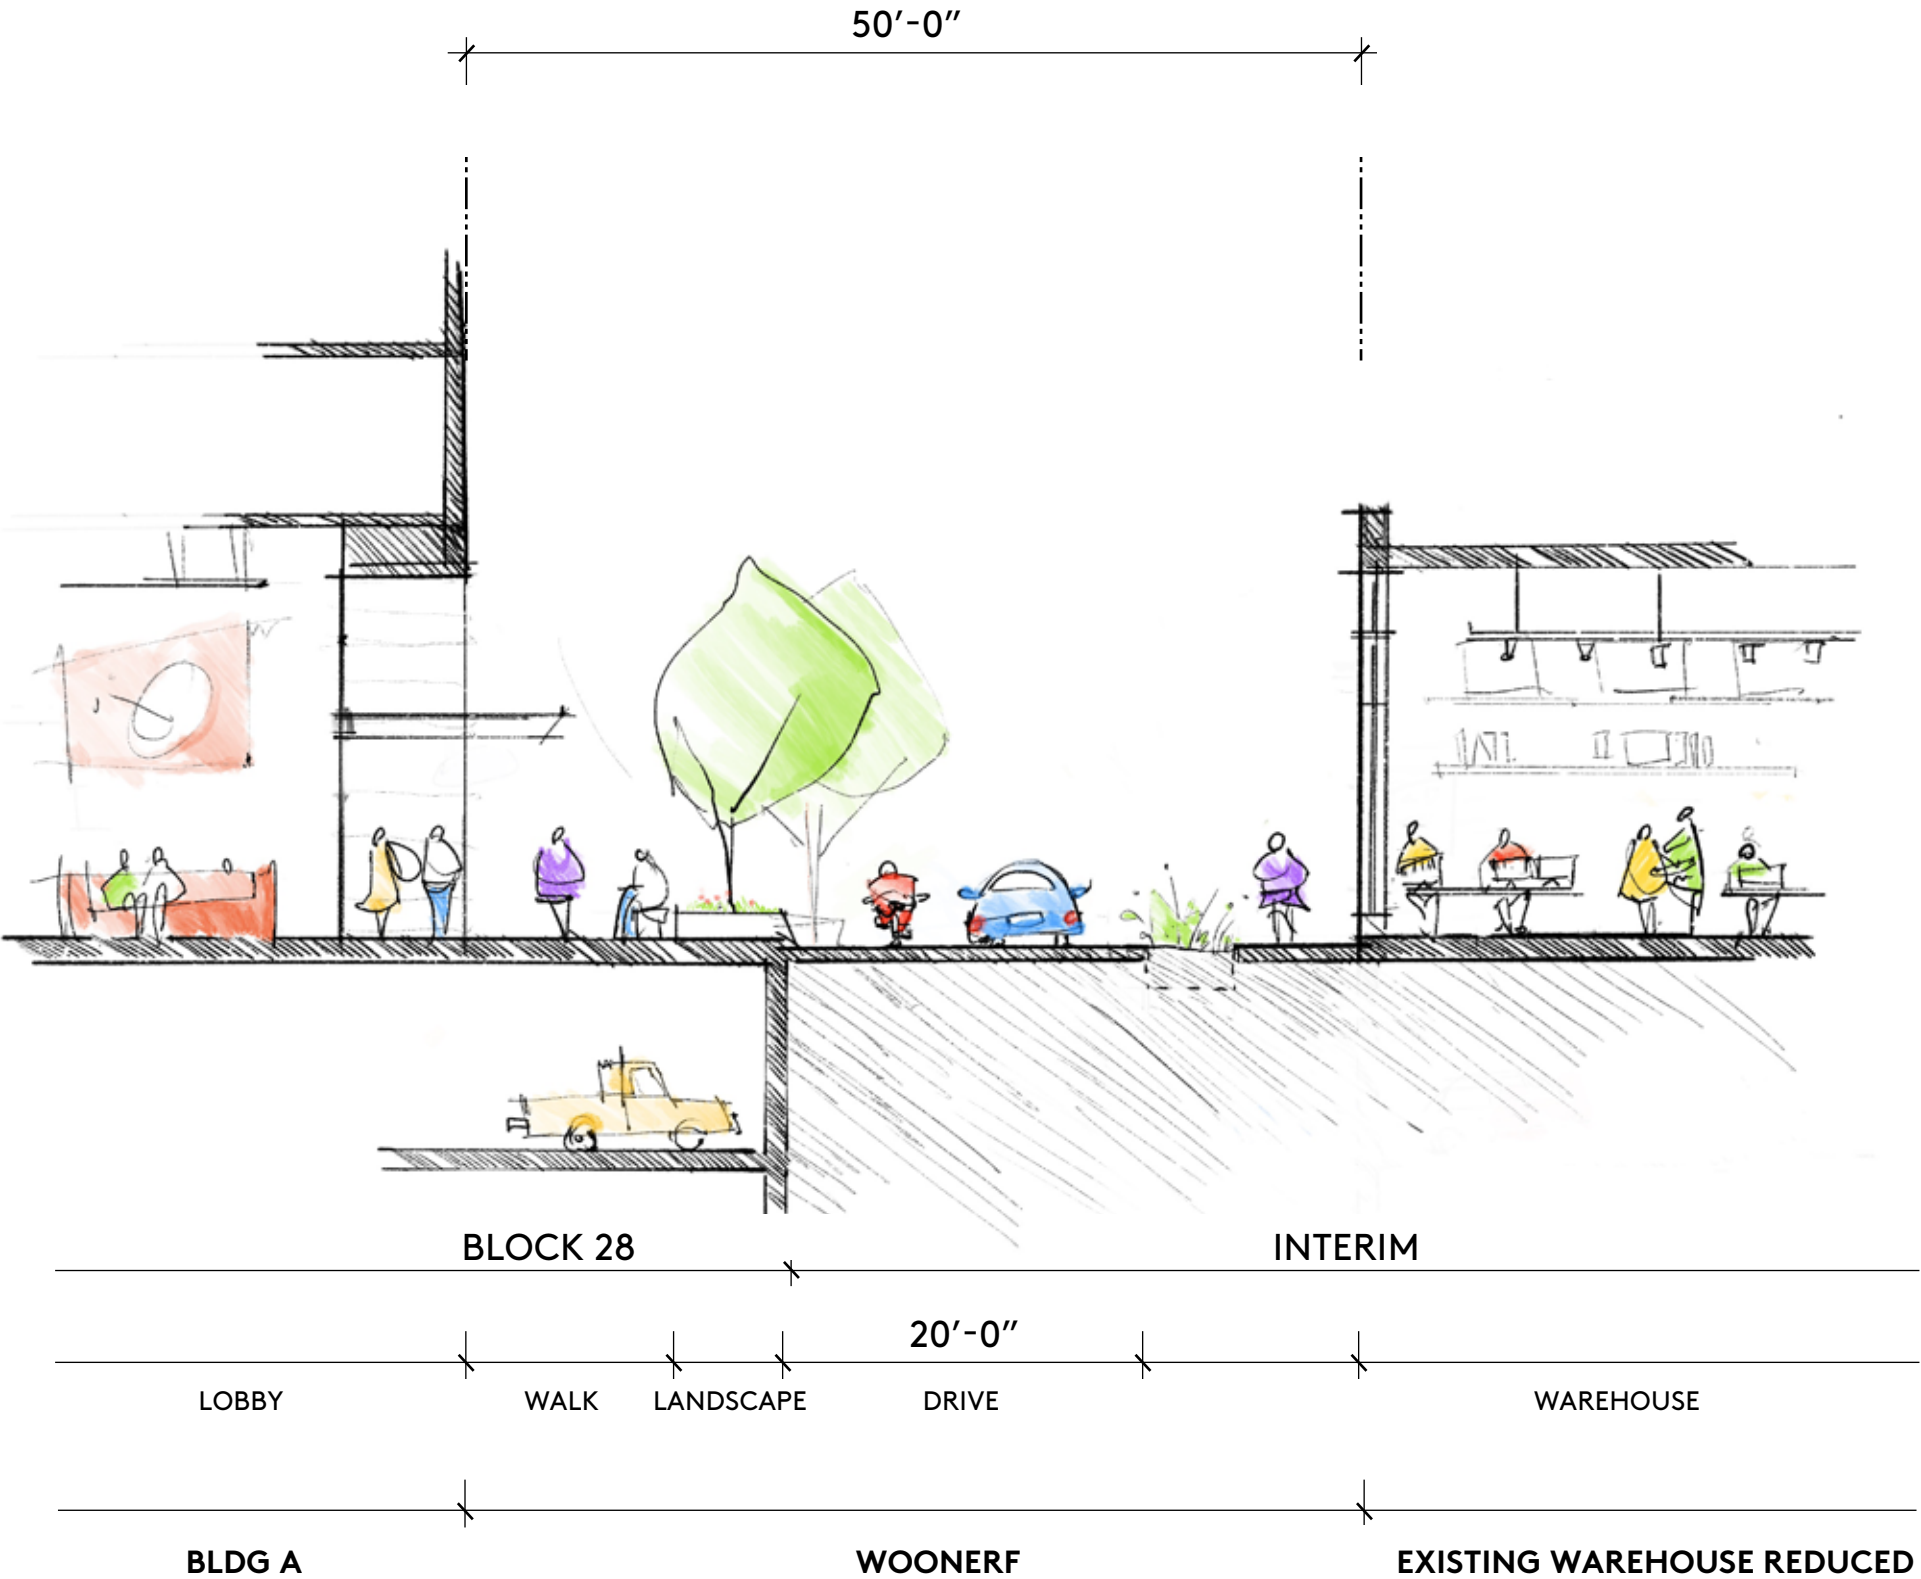 50’-0”
BLOCK 28
INTERIM
20’-0”
LOBBY
WALK
LANDSCAPE
DRIVE
WAREHOUSE
BLDG A
WOONERF
EXISTING WAREHOUSE REDUCED